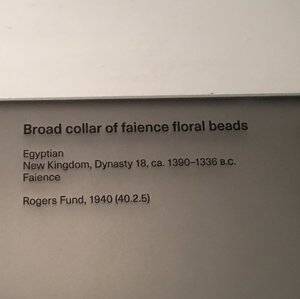 Broad collar of faience floral beads
Egyptian
New Kingdom, Dynasty 18, ca. 1390–1336 B.C.
Faience
Rogers Fund, 1940 (40.2.5)